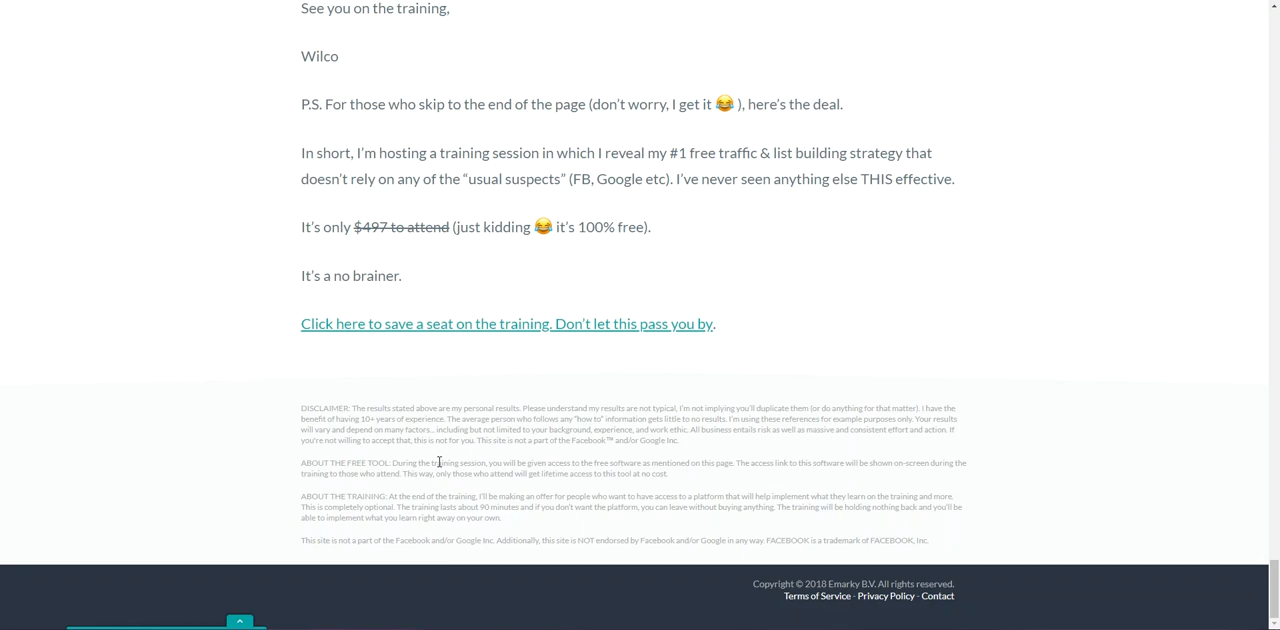 See you on the training,
Wilco
P.S. For those who skip to the end of the page (don't worry, I get it 😂 ), here's the deal.
In short, I'm hosting a training session in which I reveal my #1 free traffic & list building strategy that
doesn't rely on any of the “usual suspects” (FB, Google etc). I've never seen anything else THIS effective.
It's only $497 to attend (just kidding 😂 it's 100% free).
It's a no brainer.
Click here to save a seat on the training. Don't let this pass you by.
DISCLAIMER: The results stated above are my personal results. Please understand my results are not typical, I'm not implying you'll duplicate them (or do anything for that matter). I have the
benefit of having 10+ years of experience. The average person who follows any "how to" information gets little to no results. I'm using these references for example purposes only. Your results
will vary and depend on many factors... including but not limited to your background, experience, and work ethic. All business entails risk as well as massive and consistent effort and action. If
you're not willing to accept that, this is not for you. This site is not a part of the Facebook™ and/or Google Inc.
ABOUT THE FREE TOOL: During the training session, you will be given access to the free software as mentioned on this page. The access link to this software will be shown on-screen during the
training to those who attend. This way, only those who attend will get lifetime access to this tool at no cost.
ABOUT THE TRAINING: At the end of the training, I'll be making an offer for people who want to have access to a platform that will help implement what they learn on the training and more.
This is completely optional. The training lasts about 90 minutes and if you don't want the platform, you can leave without buying anything. The training will be holding nothing back and you'll be
able to implement what you learn right away on your own.
This site is not a part of the Facebook and/or Google Inc. Additionally, this site is NOT endorsed by Facebook and/or Google in any way. FACEBOOK is a trademark of FACEBOOK, Inc.
Copyright © 2018 Emarky B.V. All rights reserved.
Terms of Service - Privacy Policy - Contact